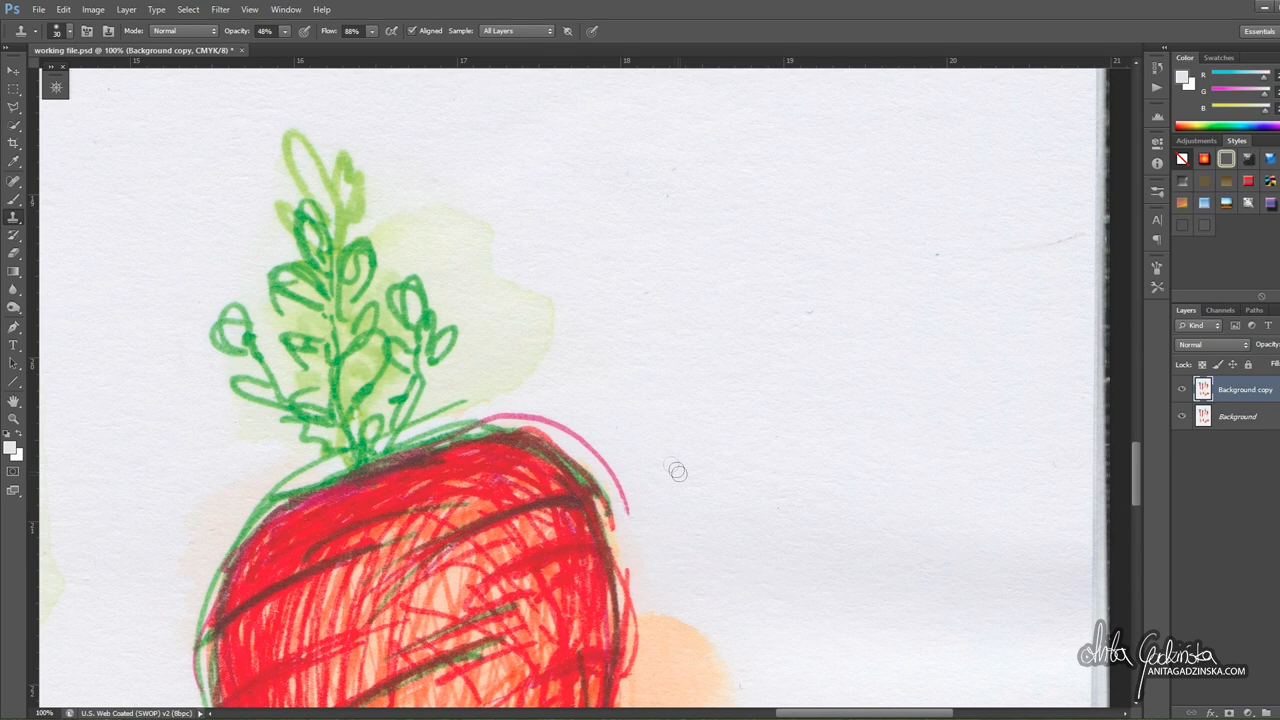 Ps File Edit Image Layer Type Select Filter View Window Help
30 Mode: Normal Opacity: 48% Flow: 88% Aligned Sample: All Layers Essentials
working file.psd @ 100% (Background copy, CMYK/8) * ×
15 16 17 18 19 20 21
Color Swatches
R
G
B
Adjustments Styles
Layers Channels Paths
Kind
Normal Opacity:
Lock:
Background copy
Background
Anita Gadzińska
ANITAGADZINSKA.COM
100% U.S. Web Coated (SWOP) v2 (8bpc)